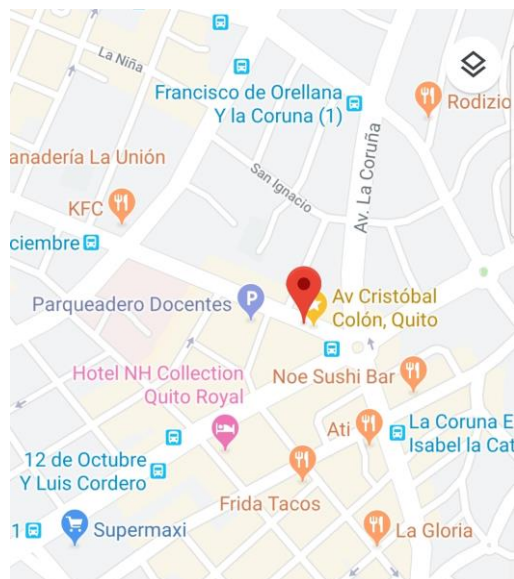 La Niña
Francisco de Orellana
Y la Coruna (1)
Rodizio
anadería La Unión
San Ignacio
Av. La Coruña
KFC
ciembre
Parqueadero Docentes
P
Av Cristóbal
Colón, Quito
Hotel NH Collection
Quito Royal
Noe Sushi Bar
Ati
La Coruna E
Isabel la Cat
12 de Octubre
Y Luis Cordero
Frida Tacos
1
Supermaxi
La Gloria